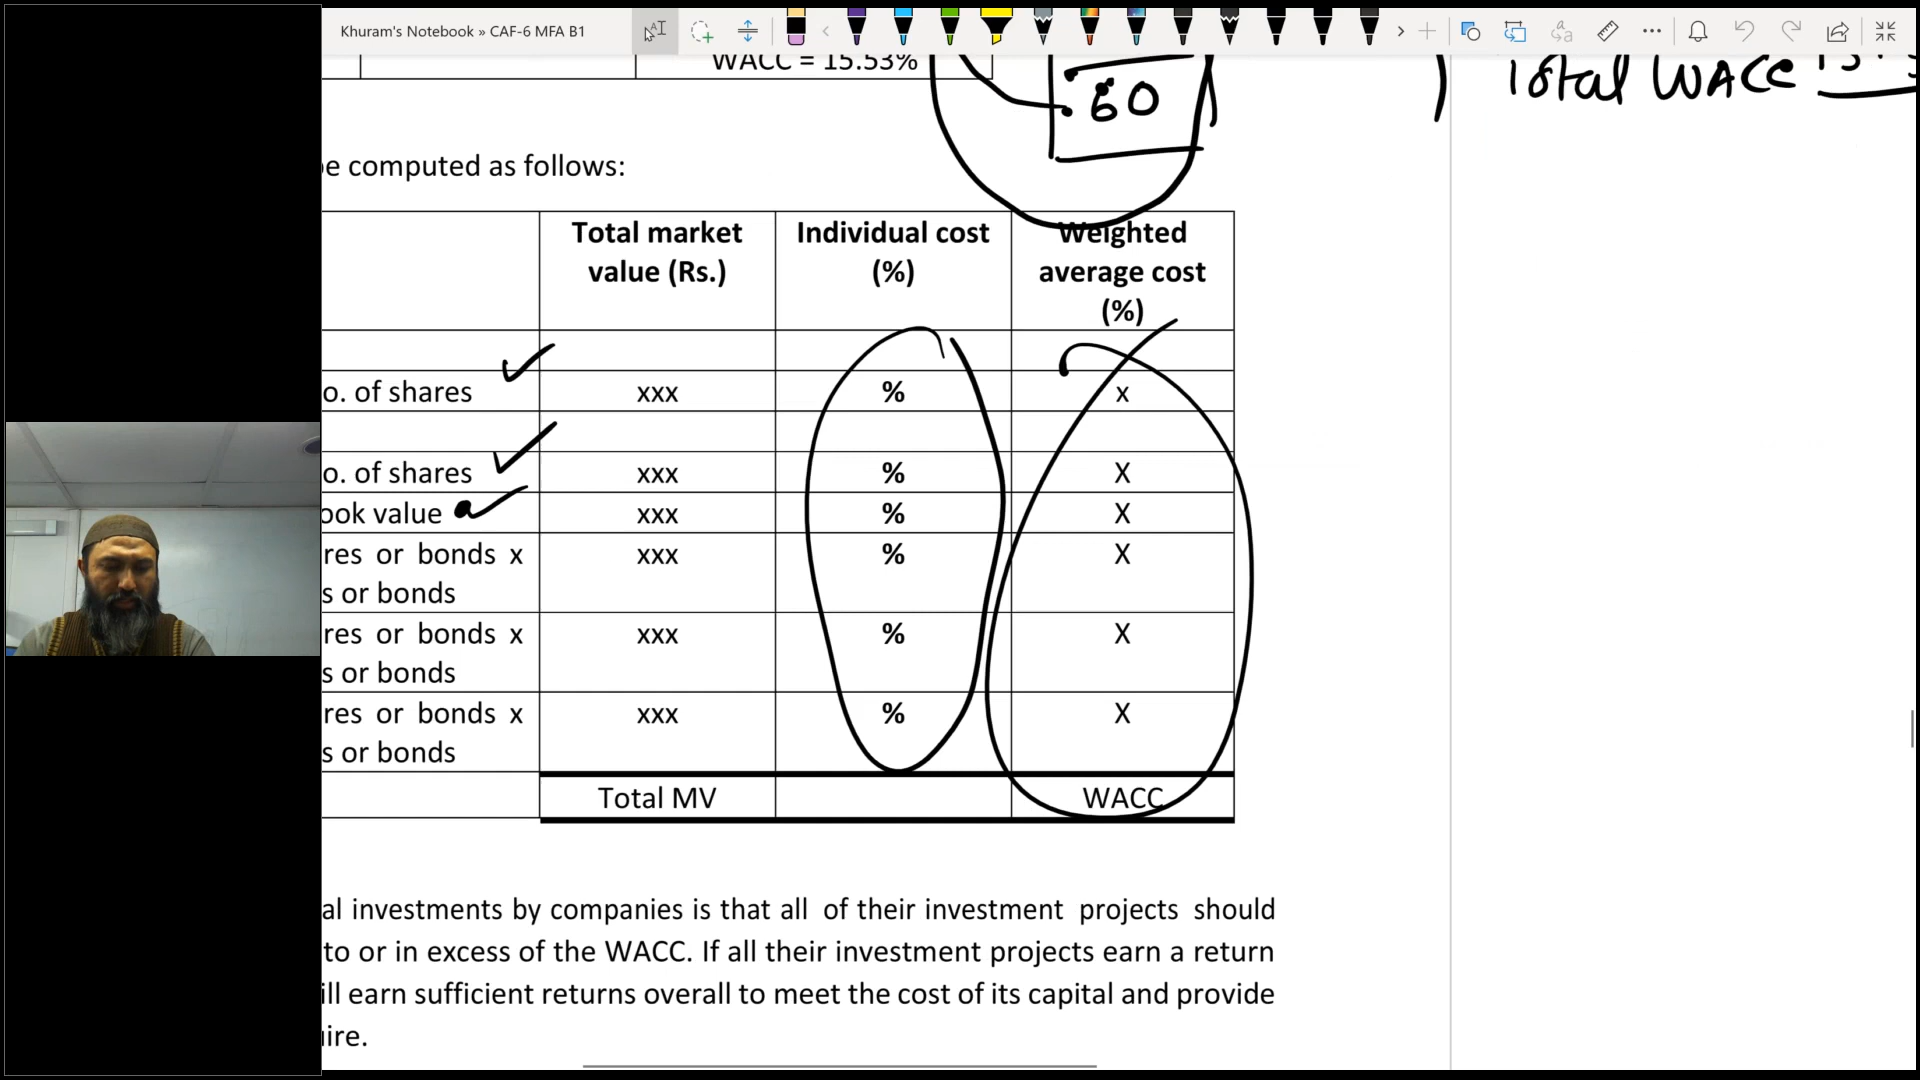 Khuram's Notebook » CAF-6 MFA B1
WACC = 15.53%
60
Total WACC
e computed as follows:
Total market value (Rs.)
Individual cost (%)
Weighted average cost (%)
o. of shares xxx % x
o. of shares xxx % X
ook value xxx % X
res or bonds x xxx % X
s or bonds
res or bonds x xxx % X
s or bonds
res or bonds x xxx % X
s or bonds
Total MV WACC
al investments by companies is that all of their investment projects should
to or in excess of the WACC. If all their investment projects earn a return
ill earn sufficient returns overall to meet the cost of its capital and provide
ire.